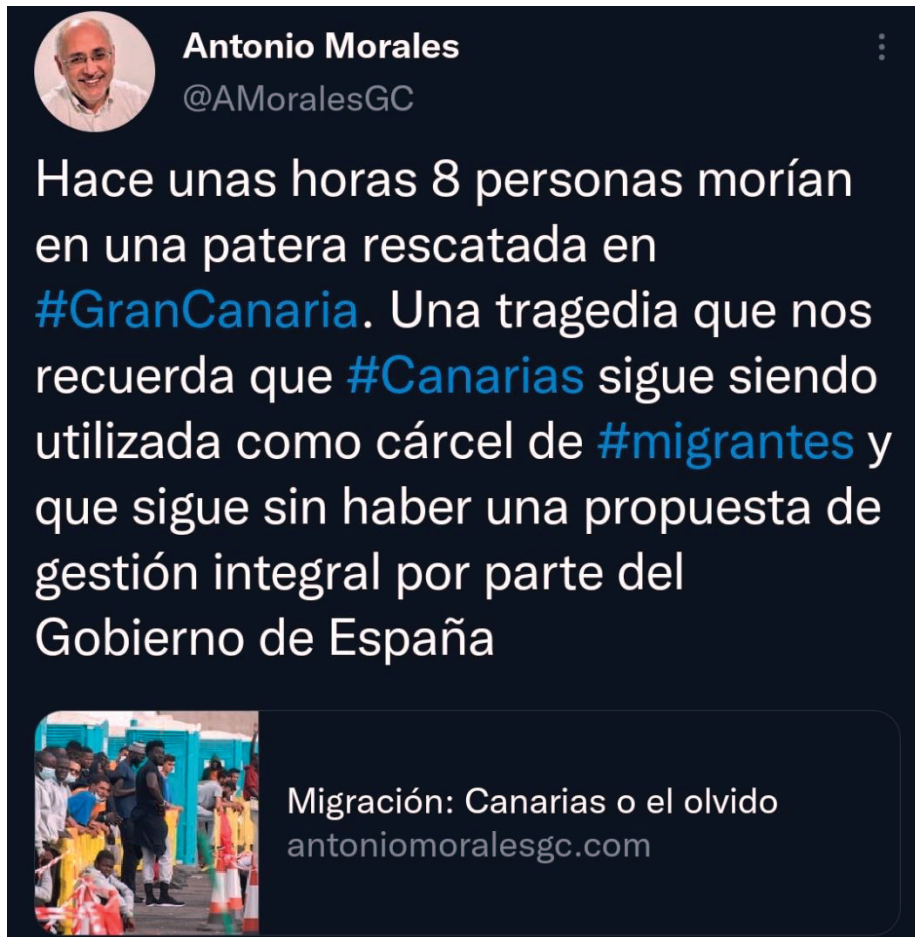 Antonio Morales
@AMoralesGC
Hace unas horas 8 personas morían
en una patera rescatada en
#GranCanaria. Una tragedia que nos
recuerda que #Canarias sigue siendo
utilizada como cárcel de #migrantes y
que sigue sin haber una propuesta de
gestión integral por parte del
Gobierno de España
Migración: Canarias o el olvido
antoniomoralesgc.com